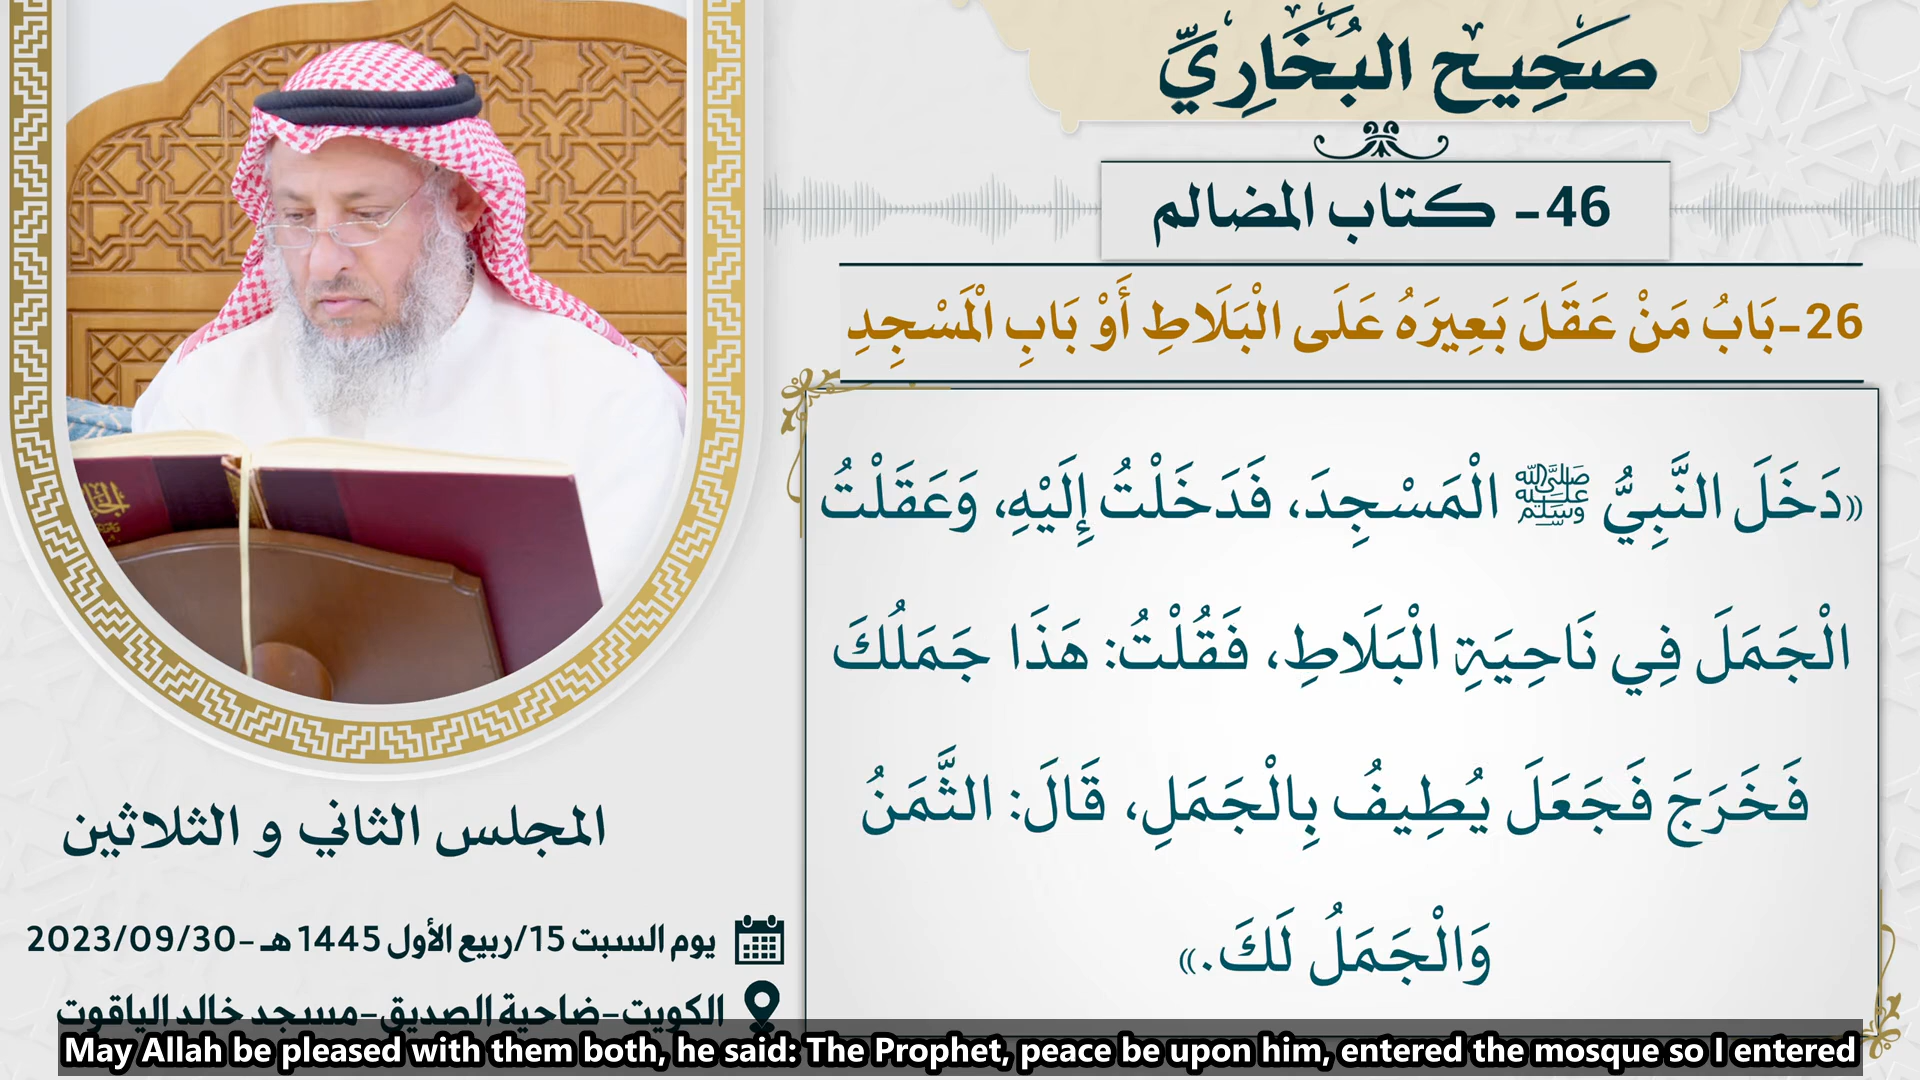 صَحِيح البُخَارِيِّ
46- كتاب المضالم
26-بَابُ مَنْ عَقَلَ بَعِيرَهُ عَلَى الْبَلَاطِ أَوْ بَابِ الْمَسْجِدِ
«دَخَلَ النَّبِيُّ ﷺ الْمَسْجِدَ، فَدَخَلْتُ إِلَيْهِ، وَعَقَلْتُ
الْجَمَلَ فِي نَاحِيَةِ الْبَلَاطِ، فَقُلْتُ: هَذَا جَمَلُكَ
فَخَرَجَ فَجَعَلَ يُطِيفُ بِالْجَمَلِ، قَالَ: الثَّمَنُ
وَالْجَمَلُ لَكَ.»
المجلس الثاني و الثلاثين
يوم السبت 15/ربيع الأول 1445 هـ -2023/09/30
الكويت-ضاحية الصديق-مسجد خالد الياقوت
May Allah be pleased with them both, he said: The Prophet, peace be upon him, entered the mosque so I entered